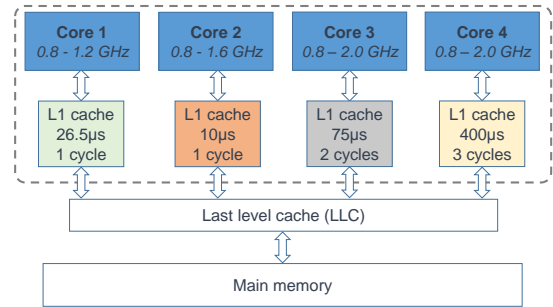 Core 1
0.8 - 1.2 GHz
Core 2
0.8 - 1.6 GHz
Core 3
0.8 – 2.0 GHz
Core 4
0.8 – 2.0 GHz
L1 cache
26.5µs
1 cycle
L1 cache
10µs
1 cycle
L1 cache
75µs
2 cycles
L1 cache
400µs
3 cycles
Last level cache (LLC)
Main memory